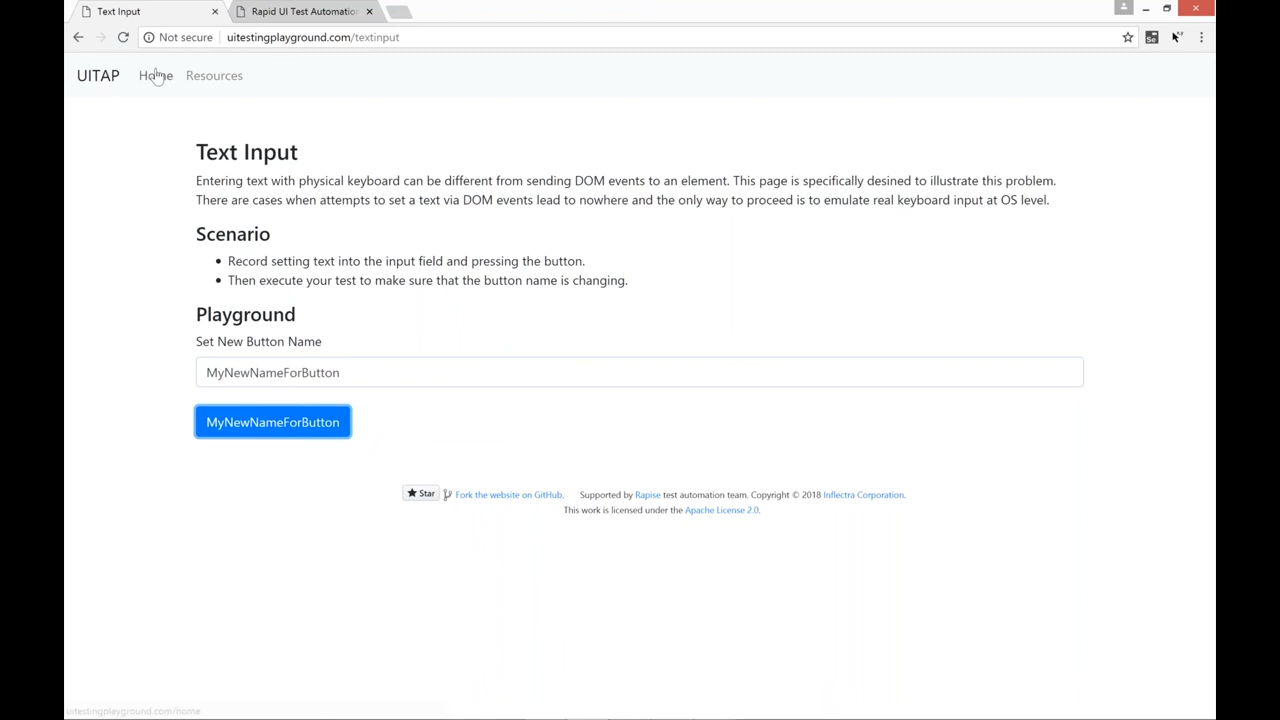 Text Input
Rapid UI Test Automation
Not secure
uitestingplayground.com/textinput
UITAP Home Resources
Text Input
Entering text with physical keyboard can be different from sending DOM events to an element. This page is specifically desined to illustrate this problem.
There are cases when attempts to set a text via DOM events lead to nowhere and the only way to proceed is to emulate real keyboard input at OS level.
Scenario
Record setting text into the input field and pressing the button.
Then execute your test to make sure that the button name is changing.
Playground
Set New Button Name
MyNewNameForButton
MyNewNameForButton
Star Fork the website on GitHub. Supported by Rapise test automation team. Copyright © 2018 Inflectra Corporation.
This work is licensed under the Apache License 2.0.
uitestingplayground.com/home